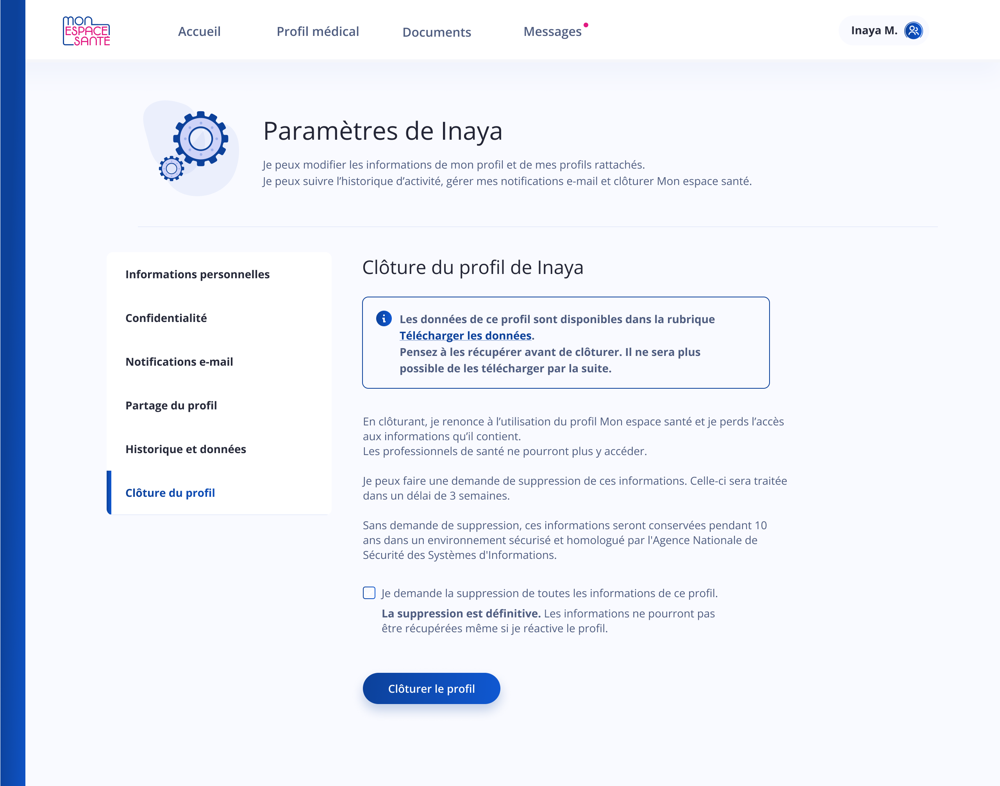 mon
ESPACE
SANTÉ
Accueil
Profil médical
Documents
Messages
Inaya M.
Paramètres de Inaya
Je peux modifier les informations de mon profil et de mes profils rattachés.
Je peux suivre l’historique d’activité, gérer mes notifications e-mail et clôturer Mon espace santé.
Informations personnelles
Confidentialité
Notifications e-mail
Partage du profil
Historique et données
Clôture du profil
Clôture du profil de Inaya
Les données de ce profil sont disponibles dans la rubrique
Télécharger les données.
Pensez à les récupérer avant de clôturer. Il ne sera plus
possible de les télécharger par la suite.
En clôturant, je renonce à l’utilisation du profil Mon espace santé et je perds l’accès
aux informations qu’il contient.
Les professionnels de santé ne pourront plus y accéder.
Je peux faire une demande de suppression de ces informations. Celle-ci sera traitée
dans un délai de 3 semaines.
Sans demande de suppression, ces informations seront conservées pendant 10
ans dans un environnement sécurisé et homologué par l'Agence Nationale de
Sécurité des Systèmes d'Informations.
Je demande la suppression de toutes les informations de ce profil.
La suppression est définitive. Les informations ne pourront pas
être récupérées même si je réactive le profil.
Clôturer le profil